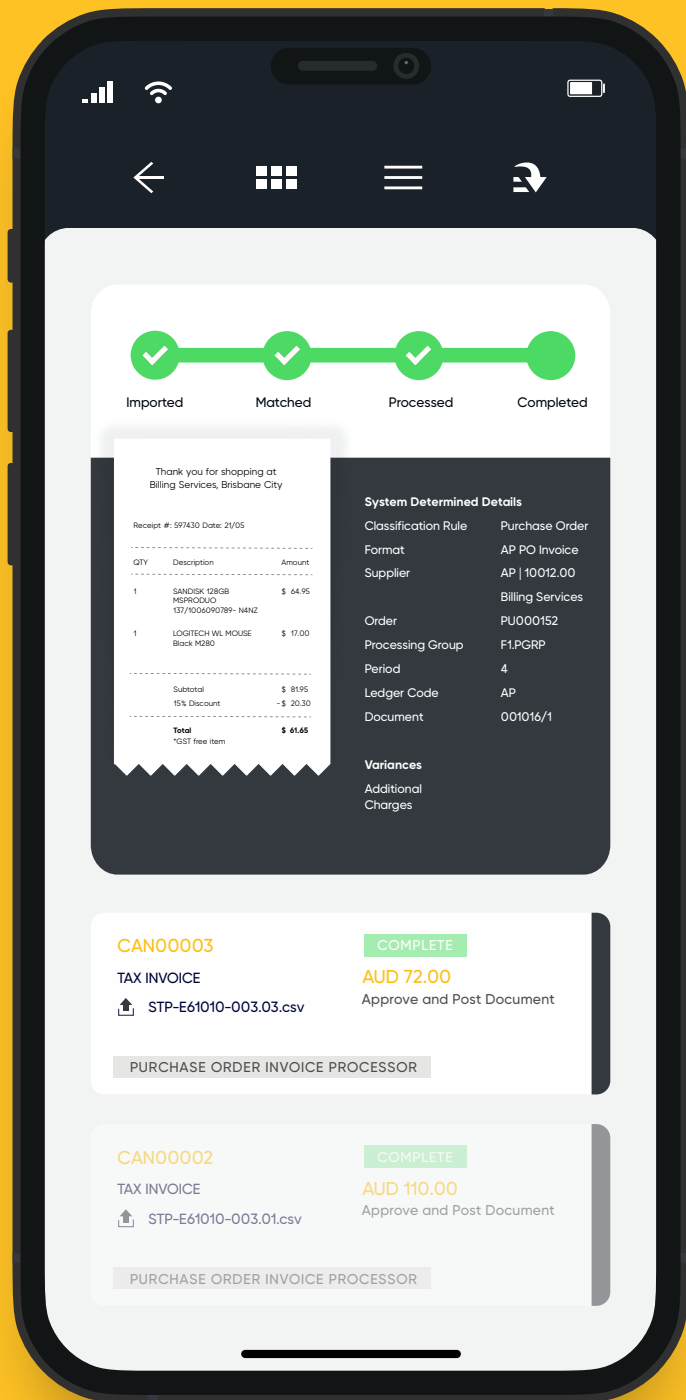 Imported Matched Processed Completed
Thank you for shopping at
Billing Services, Brisbane City
Receipt #: 597430 Date: 21/05
QTY Description Amount
1 SANDISK 128GB $ 64.95
MSPRODUO
137/1006090789- N4NZ
1 LOGITECH WL MOUSE $ 17.00
Black M280
Subtotal $ 81.95
15% Discount -$ 20.30
Total $ 61.65
*GST free item
System Determined Details
Classification Rule Purchase Order
Format AP PO Invoice
Supplier AP | 10012.00
Billing Services
Order PU000152
Processing Group F1.PGRP
Period 4
Ledger Code AP
Document 001016/1
Variances
Additional
Charges
CAN00003 COMPLETE
TAX INVOICE AUD 72.00
STP-E61010-003.03.csv Approve and Post Document
PURCHASE ORDER INVOICE PROCESSOR
CAN00002 COMPLETE
TAX INVOICE AUD 110.00
STP-E61010-003.01.csv Approve and Post Document
PURCHASE ORDER INVOICE PROCESSOR